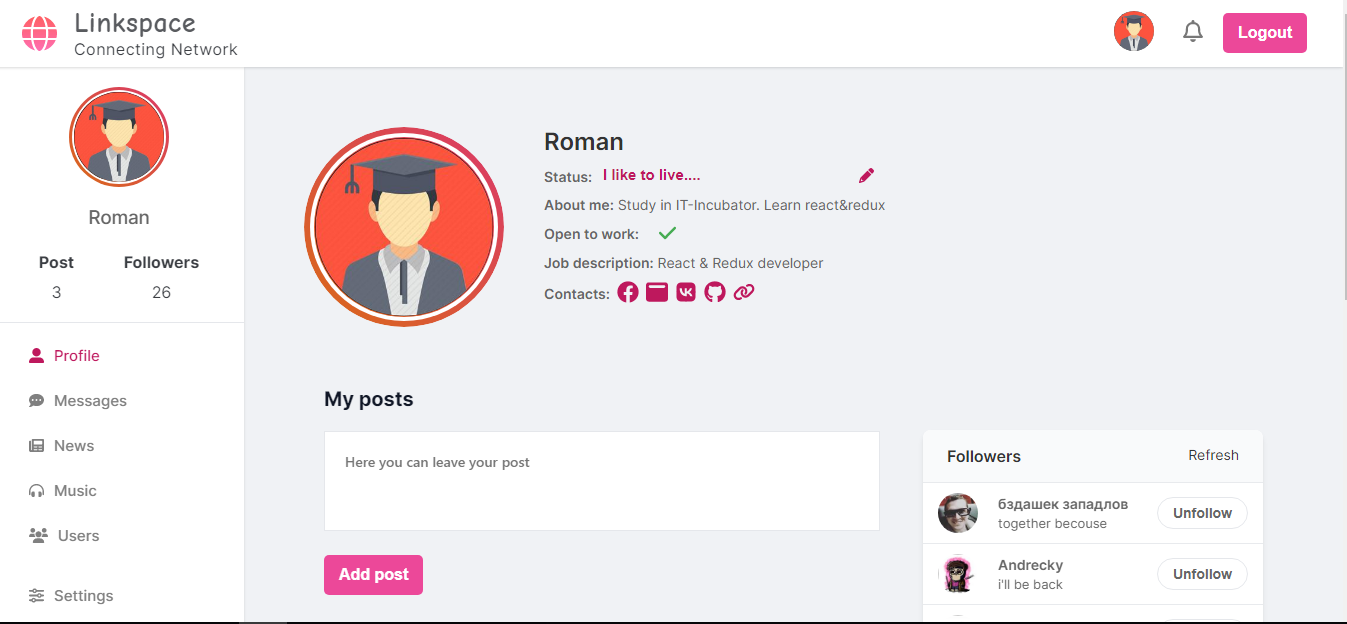 Linkspace
Connecting Network
Logout
Roman
Post Followers
3 26
Profile
Messages
News
Music
Users
Settings
Roman
Status: I like to live....
About me: Study in IT-Incubator. Learn react&redux
Open to work:
Job description: React & Redux developer
Contacts:
My posts
Here you can leave your post
Add post
Followers Refresh
бздашек западлов
together becouse
Unfollow
Andrecky
i'll be back
Unfollow